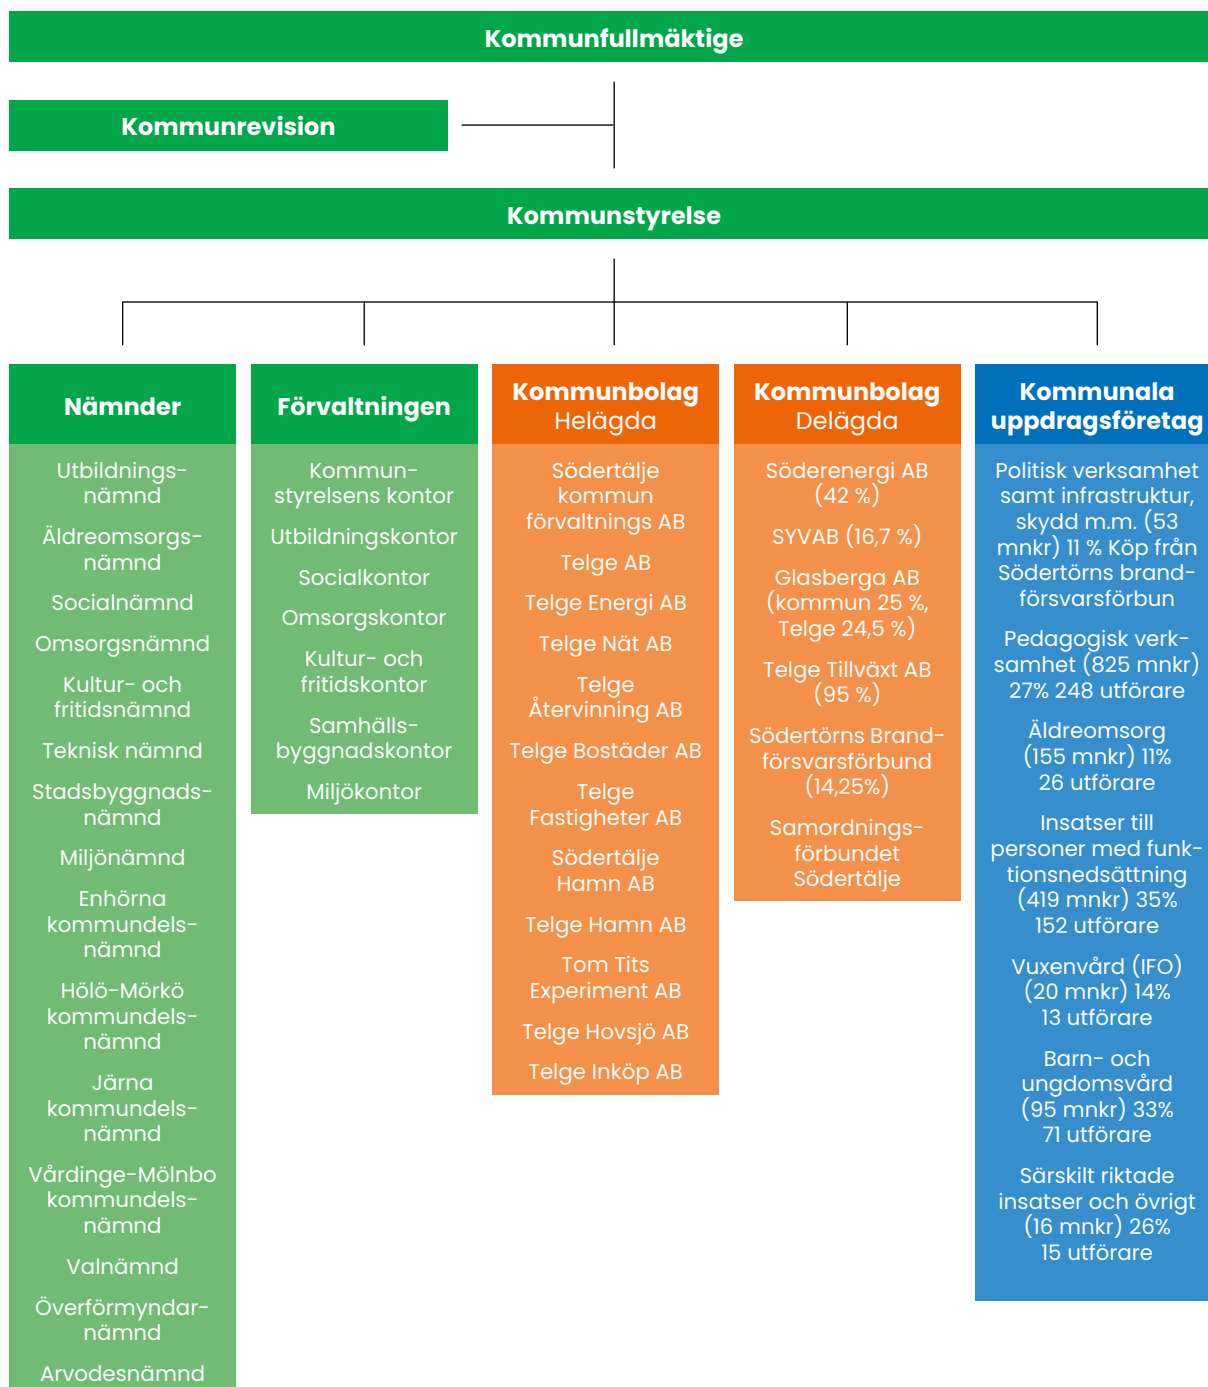 Kommunfullmäktige
Kommunrevision
Kommunstyrelse
Nämnder
Utbildnings-
nämnd
Äldreomsorgs-
nämnd
Socialnämnd
Omsorgsnämnd
Kultur- och
fritidsnämnd
Teknisk nämnd
Stadsbyggnads-
nämnd
Miljönämnd
Enhörna
kommundels-
nämnd
Hölö-Mörkö
kommundels-
nämnd
Järna
kommundels-
nämnd
Vårdinge-Mölnbo
kommundels-
nämnd
Valnämnd
Överförmyndar-
nämnd
Arvodesnämnd
Förvaltningen
Kommun-
styrelsens kontor
Utbildningskontor
Socialkontor
Omsorgskontor
Kultur- och
fritidskontor
Samhälls-
byggnadskontor
Miljökontor
Kommunbolag
Helägda
Södertälje
kommun
förvaltnings AB
Telge AB
Telge Energi AB
Telge Nät AB
Telge
Återvinning AB
Telge Bostäder AB
Telge
Fastigheter AB
Södertälje
Hamn AB
Telge Hamn AB
Tom Tits
Experiment AB
Telge Hovsjö AB
Telge Inköp AB
Kommunbolag
Delägda
Söderenergi AB
(42 %)
SYVAB (16,7 %)
Glasberga AB
(kommun 25 %,
Telge 24,5 %)
Telge Tillväxt AB
(95 %)
Södertörns Brand-
försvarsförbund
(14,25%)
Samordnings-
förbundet
Södertälje
Kommunala
uppdragsföretag
Politisk verksamhet
samt infrastruktur,
skydd m.m. (53
mnkr) 11 % Köp från
Södertörns brand-
försvarsförbun
Pedagogisk verk-
samhet (825 mnkr)
27% 248 utförare
Äldreomsorg
(155 mnkr) 11%
26 utförare
Insatser till
personer med funk-
tionsnedsättning
(419 mnkr) 35%
152 utförare
Vuxenvård (IFO)
(20 mnkr) 14%
13 utförare
Barn- och
ungdomsvård
(95 mnkr) 33%
71 utförare
Särskilt riktade
insatser och övrigt
(16 mnkr) 26%
15 utförare